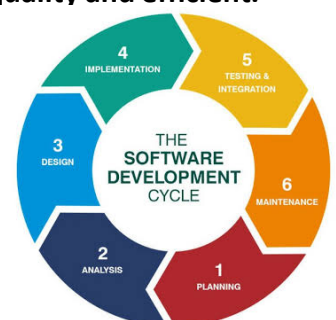 quality and efficient.
THE
SOFTWARE
DEVELOPMENT
CYCLE
1
PLANNING
2
ANALYSIS
3
DESIGN
4
IMPLEMENTATION
5
TESTING &
INTEGRATION
6
MAINTENANCE